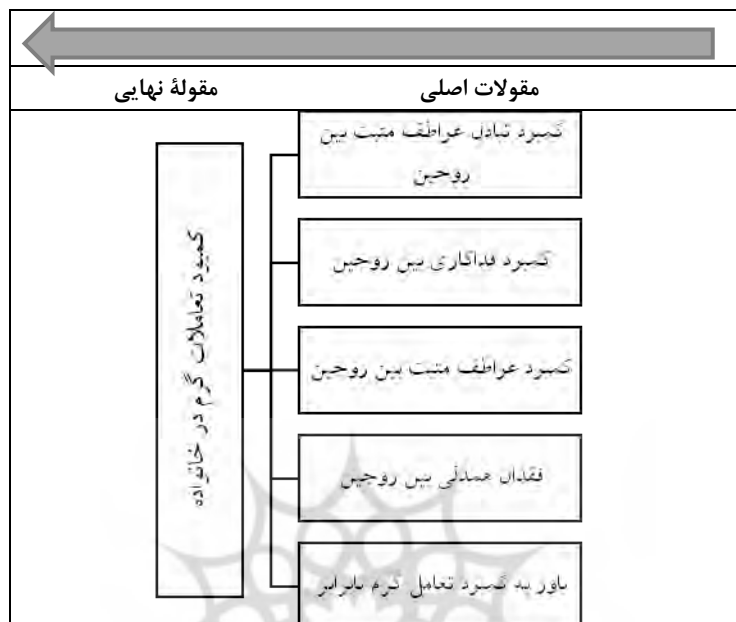 مقولات اصلی
مقولهٔ نهایی
کمبود تبادل عواطف مثبت بین
زوجین
کمبود فداکاری بین زوجین
کمبود عواطف مثبت بین زوجین
فقدان همدلی بین زوجین
باور به کمبود تعامل گرم نابرابر
کمبود تعاملات گرم در خانواده